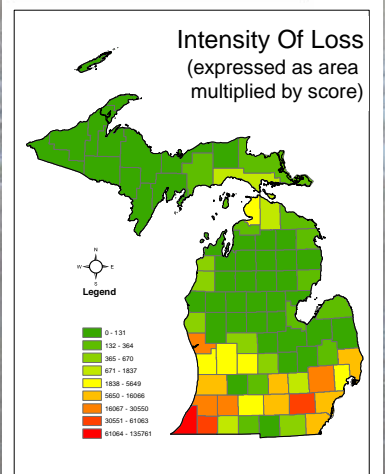 Intensity Of Loss
(expressed as area
multiplied by score)
N
W E
S
Legend
0 - 131
132 - 364
365 - 670
671 - 1837
1838 - 5649
5650 - 16066
16067 - 30550
30551 - 61063
61064 - 135761